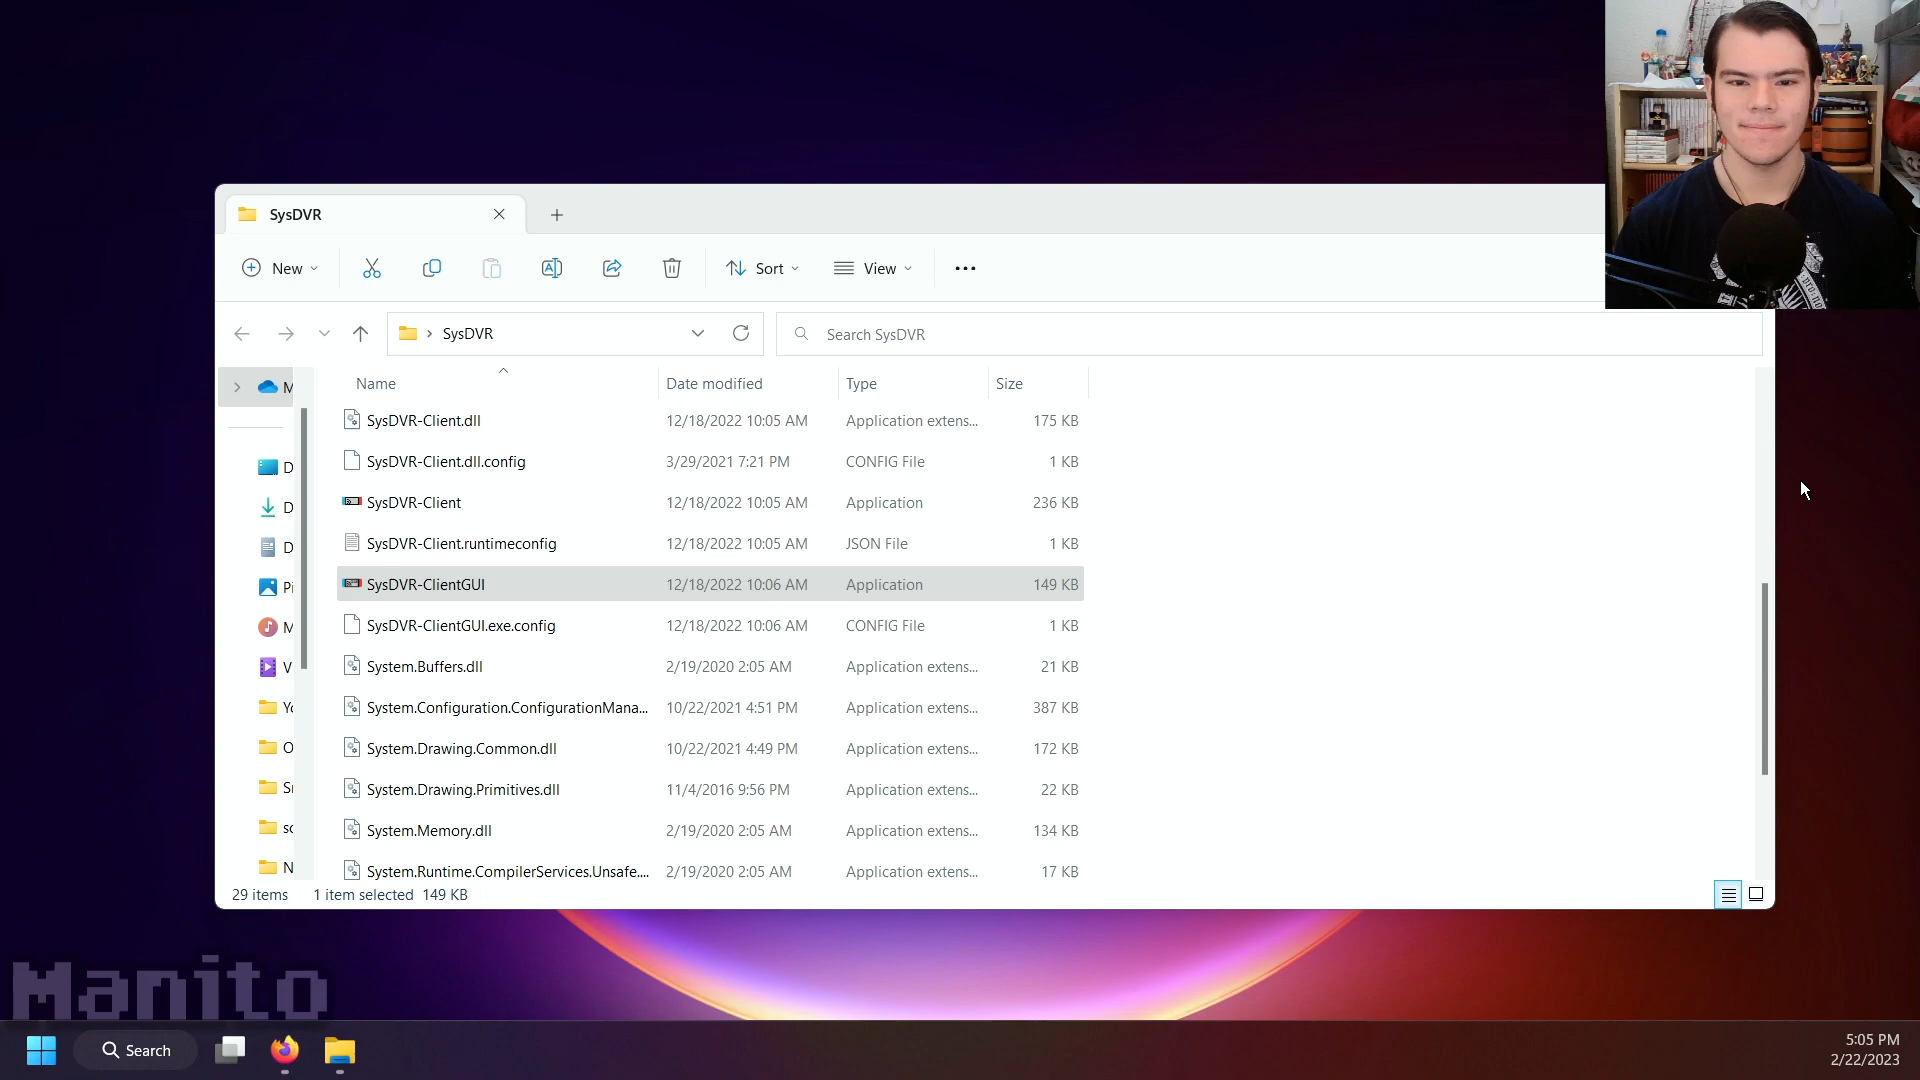 SysDVR
New
Sort
View
SysDVR
Search SysDVR
Name Date modified Type Size
SysDVR-Client.dll 12/18/2022 10:05 AM Application extens... 175 KB
SysDVR-Client.dll.config 3/29/2021 7:21 PM CONFIG File 1 KB
SysDVR-Client 12/18/2022 10:05 AM Application 236 KB
SysDVR-Client.runtimeconfig 12/18/2022 10:05 AM JSON File 1 KB
SysDVR-ClientGUI 12/18/2022 10:06 AM Application 149 KB
SysDVR-ClientGUI.exe.config 12/18/2022 10:06 AM CONFIG File 1 KB
System.Buffers.dll 2/19/2020 2:05 AM Application extens... 21 KB
System.Configuration.ConfigurationMana... 10/22/2021 4:51 PM Application extens... 387 KB
System.Drawing.Common.dll 10/22/2021 4:49 PM Application extens... 172 KB
System.Drawing.Primitives.dll 11/4/2016 9:56 PM Application extens... 22 KB
System.Memory.dll 2/19/2020 2:05 AM Application extens... 134 KB
System.Runtime.CompilerServices.Unsafe.... 2/19/2020 2:05 AM Application extens... 17 KB
29 items 1 item selected 149 KB
Manito
Search
5:05 PM
2/22/2023